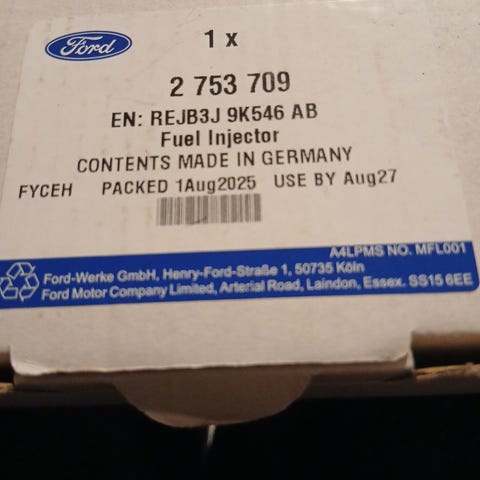 Ford
1 x
2 753 709
EN: REJB3J 9K546 AB
Fuel Injector
CONTENTS MADE IN GERMANY
FYCEH PACKED 1Aug2025 USE BY Aug27
A4LPMS NO. MFL001
Ford-Werke GmbH, Henry-Ford-Straße 1, 50735 Köln
Ford Motor Company Limited, Arterial Road, Laindon, Essex. SS15 6EE